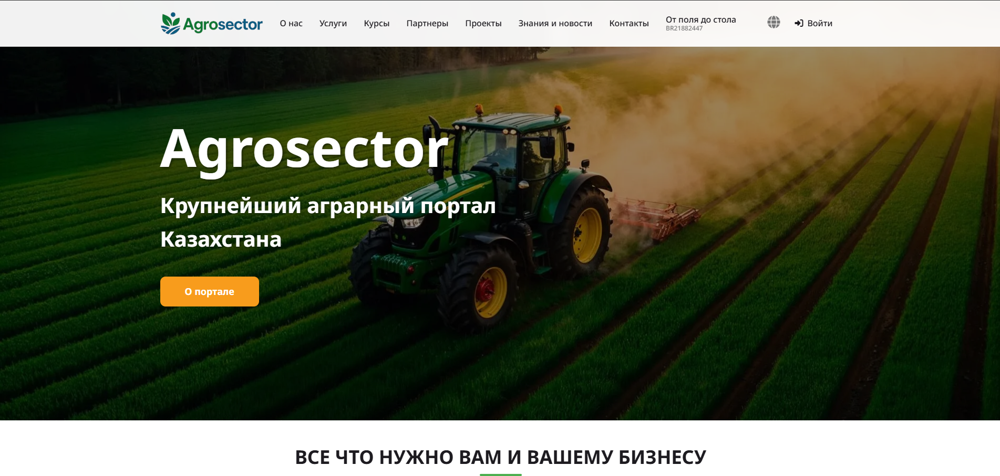 Agrosector
О нас
Услуги
Курсы
Партнеры
Проекты
Знания и новости
Контакты
От поля до стола
BR21882447
Войти
Agrosector
Крупнейший аграрный портал
Казахстана
О портале
ВСЕ ЧТО НУЖНО ВАМ И ВАШЕМУ БИЗНЕСУ